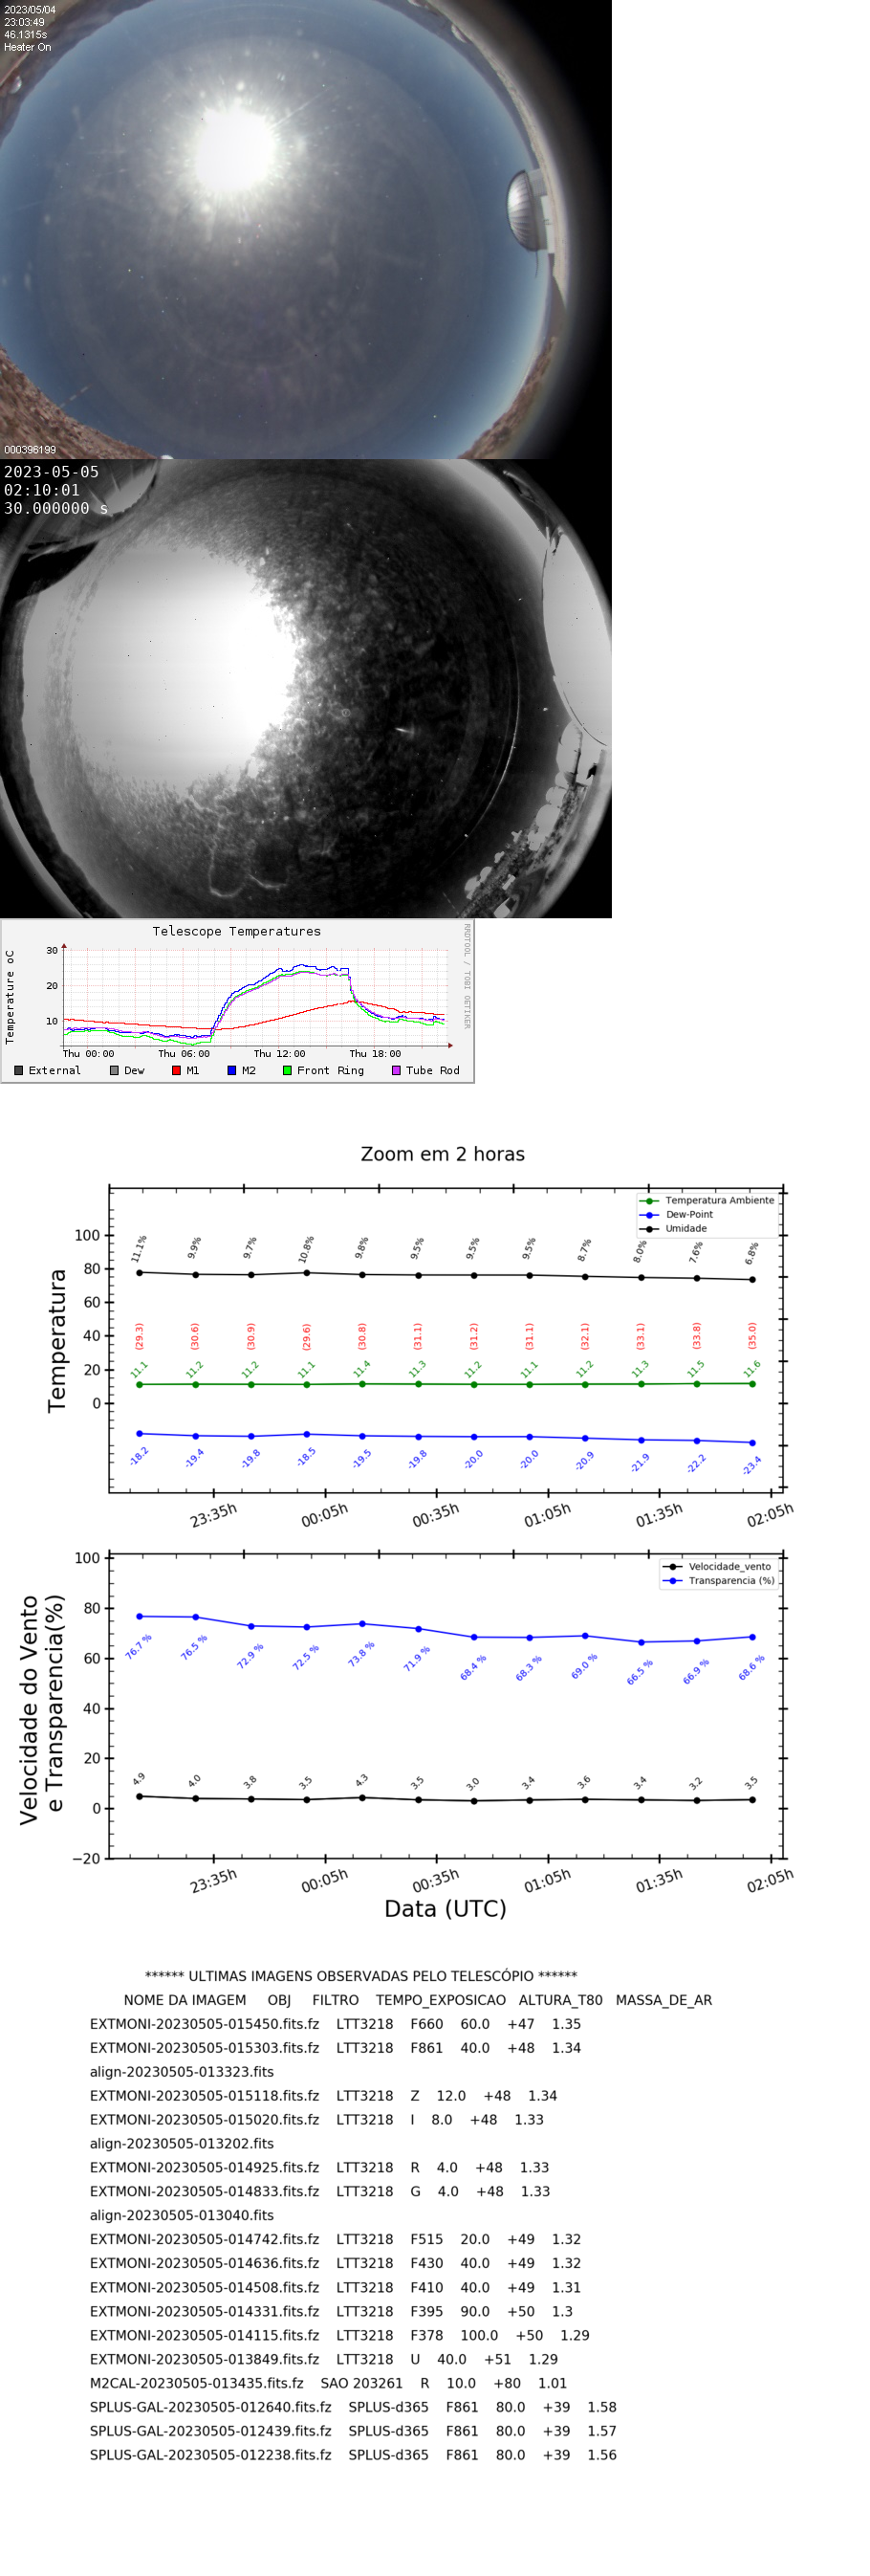 2023/05/04
23:03:49
46.1315s
Heater On
000396199
2023-05-05
02:10:01
30.000000 s
Telescope Temperatures
RRDTOOL / TOBI OETIKER
Temperature oC
30
20
10
Thu 00:00 Thu 06:00 Thu 12:00 Thu 18:00
External Dew M1 M2 Front Ring Tube Rod
Zoom em 2 horas
Temperatura Ambiente
Dew-Point
Umidade
Temperatura
100
80
60
40
20
0
11.1% 9.9% 9.7% 10.8% 9.8% 9.5% 9.5% 9.5% 8.7% 8.0% 7.6% 6.8%
(29.3) (30.6) (30.9) (29.6) (30.8) (31.1) (31.2) (31.1) (32.1) (33.1) (33.8) (35.0)
11.1 11.2 11.2 11.1 11.4 11.3 11.2 11.1 11.2 11.3 11.5 11.6
-18.2 -19.4 -19.8 -18.5 -19.5 -19.8 -20.0 -20.0 -20.9 -21.9 -22.2 -23.4
23:35h 00:05h 00:35h 01:05h 01:35h 02:05h
Velocidade_vento
Transparencia (%)
Velocidade do Vento
e Transparencia(%)
100
80
60
40
20
0
−20
76.7 % 76.5 % 72.9 % 72.5 % 73.8 % 71.9 % 68.4 % 68.3 % 69.0 % 66.5 % 66.9 % 68.6 %
4.9 4.0 3.8 3.5 4.3 3.5 3.0 3.4 3.6 3.4 3.2 3.5
23:35h 00:05h 00:35h 01:05h 01:35h 02:05h
Data (UTC)
****** ULTIMAS IMAGENS OBSERVADAS PELO TELESCÓPIO ******
NOME DA IMAGEM OBJ FILTRO TEMPO_EXPOSICAO ALTURA_T80 MASSA_DE_AR
EXTMONI-20230505-015450.fits.fz LTT3218 F660 60.0 +47 1.35
EXTMONI-20230505-015303.fits.fz LTT3218 F861 40.0 +48 1.34
align-20230505-013323.fits
EXTMONI-20230505-015118.fits.fz LTT3218 Z 12.0 +48 1.34
EXTMONI-20230505-015020.fits.fz LTT3218 I 8.0 +48 1.33
align-20230505-013202.fits
EXTMONI-20230505-014925.fits.fz LTT3218 R 4.0 +48 1.33
EXTMONI-20230505-014833.fits.fz LTT3218 G 4.0 +48 1.33
align-20230505-013040.fits
EXTMONI-20230505-014742.fits.fz LTT3218 F515 20.0 +49 1.32
EXTMONI-20230505-014636.fits.fz LTT3218 F430 40.0 +49 1.32
EXTMONI-20230505-014508.fits.fz LTT3218 F410 40.0 +49 1.31
EXTMONI-20230505-014331.fits.fz LTT3218 F395 90.0 +50 1.3
EXTMONI-20230505-014115.fits.fz LTT3218 F378 100.0 +50 1.29
EXTMONI-20230505-013849.fits.fz LTT3218 U 40.0 +51 1.29
M2CAL-20230505-013435.fits.fz SAO 203261 R 10.0 +80 1.01
SPLUS-GAL-20230505-012640.fits.fz SPLUS-d365 F861 80.0 +39 1.58
SPLUS-GAL-20230505-012439.fits.fz SPLUS-d365 F861 80.0 +39 1.57
SPLUS-GAL-20230505-012238.fits.fz SPLUS-d365 F861 80.0 +39 1.56